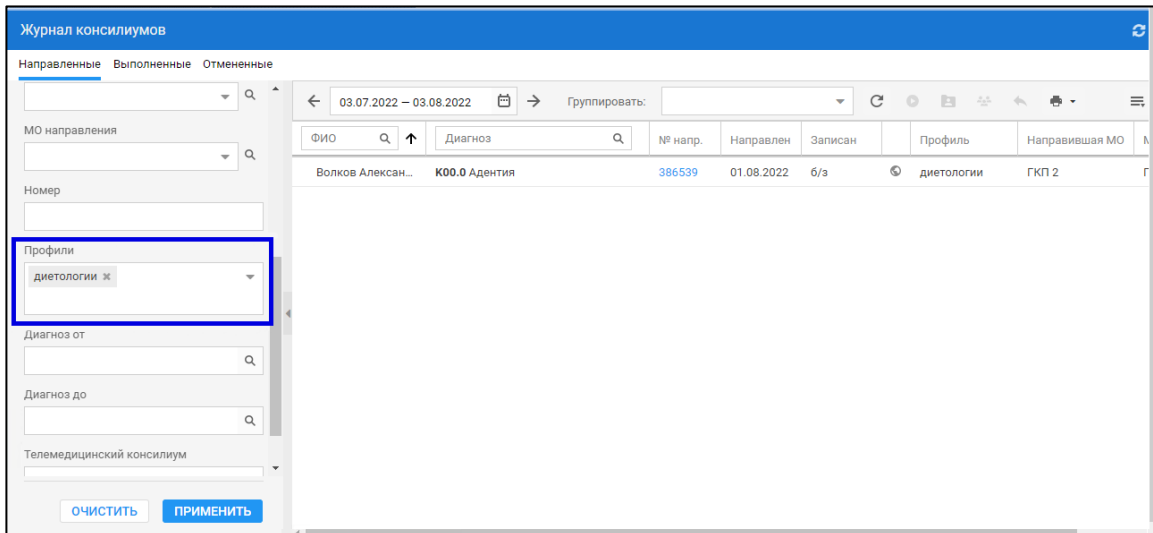 Журнал консилиумов
Направленные Выполненные Отмененные
МО направления
Номер
Профили
диетологии
Диагноз от
Диагноз до
Телемедицинский консилиум
ОЧИСТИТЬ ПРИМЕНИТЬ
03.07.2022 — 03.08.2022 Группировать:
ФИО Диагноз № напр. Направлен Записан Профиль Направившая МО
Волков Алексан... K00.0 Адентия 386539 01.08.2022 б/з диетологии ГКП 2